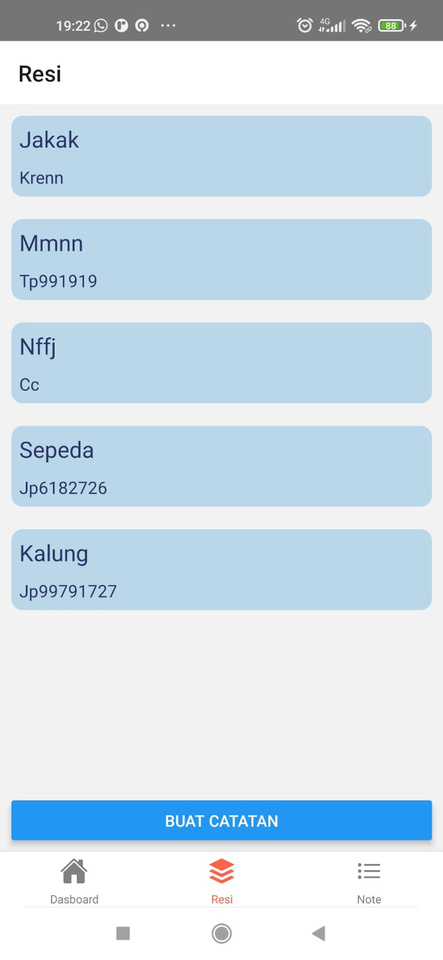 19:22
4G
88
Resi
Jakak
Krenn
Mmnn
Tp991919
Nffj
Cc
Sepeda
Jp6182726
Kalung
Jp99791727
BUAT CATATAN
Dasboard
Resi
Note